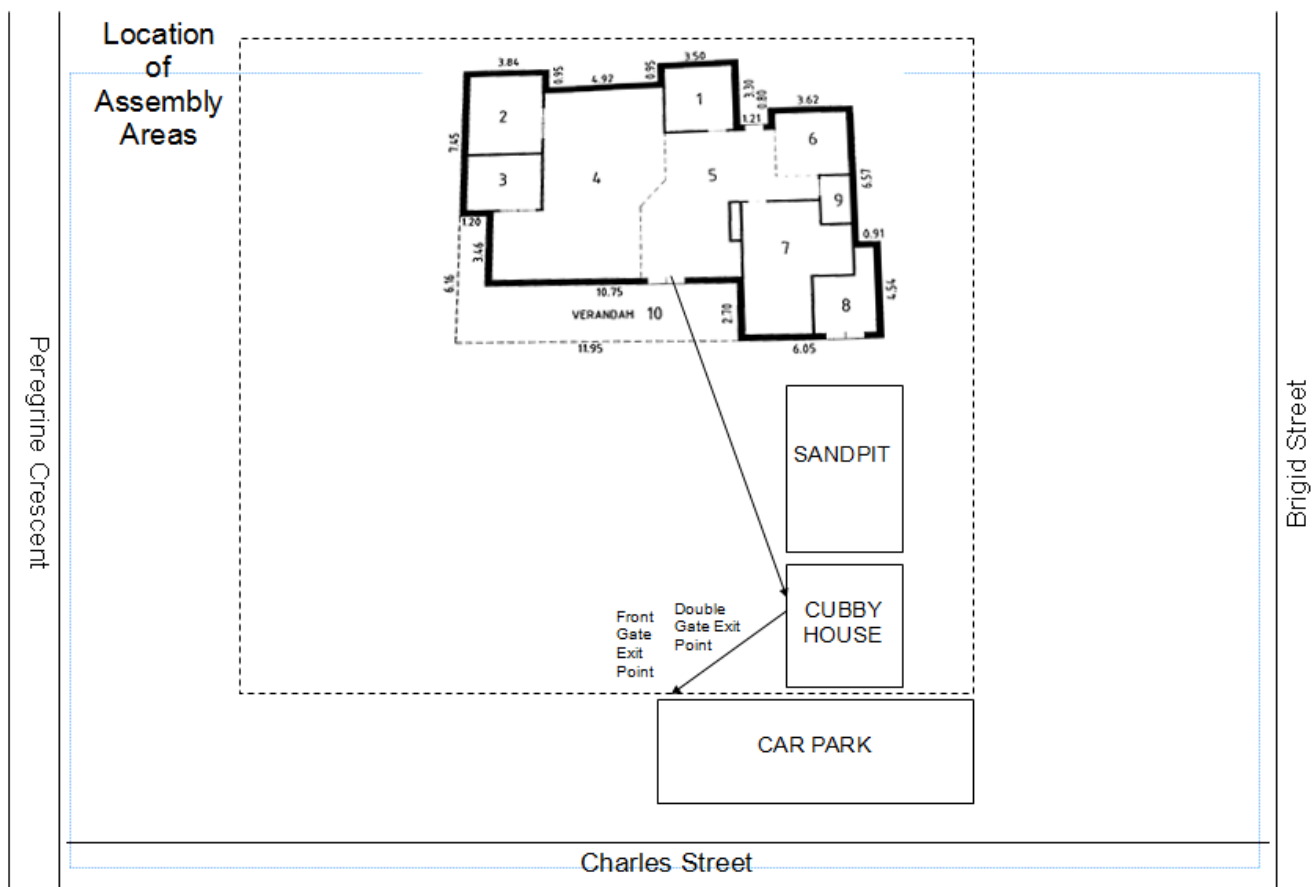 Location
of
Assembly
Areas
3.84
0.95
4.92
0.95
3.50
3.30
0.80
1.21
3.62
2
1
6
7.45
3
4
5
9
6.57
1.20
3.46
7
0.91
6.16
10.75
VERANDAH 10
2.70
8
4.54
11.95
6.05
Peregrine Crescent
Brigid Street
SANDPIT
CUBBY
HOUSE
Front
Gate
Exit
Point
Double
Gate Exit
Point
CAR PARK
Charles Street